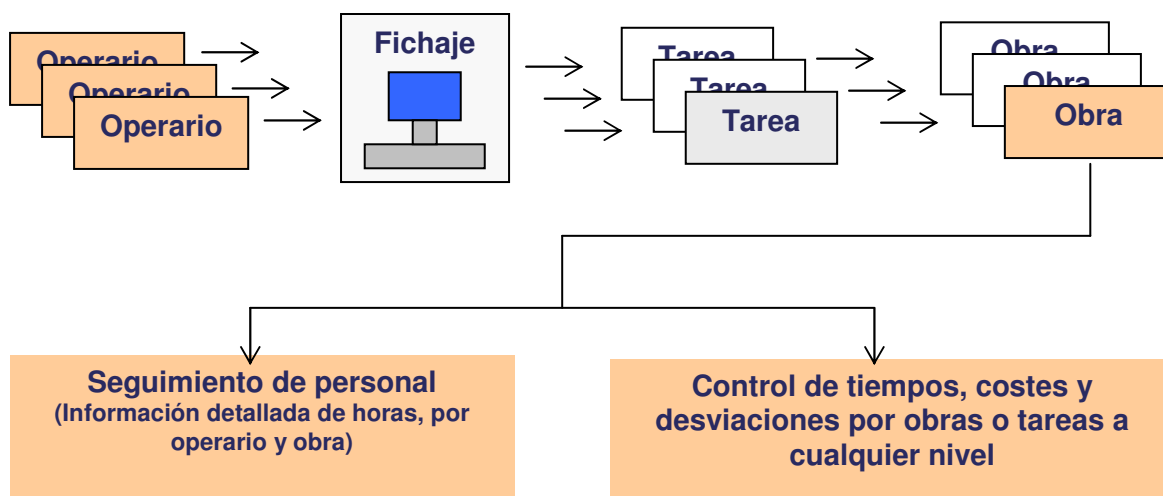 Operario
Operario
Operario
Fichaje
Tarea
Tarea
Tarea
Obra
Obra
Obra
Seguimiento de personal
(Información detallada de horas, por
operario y obra)
Control de tiempos, costes y
desviaciones por obras o tareas a
cualquier nivel